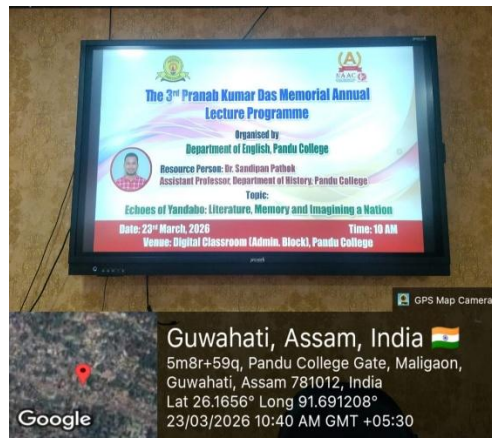 The 3rd Pranab Kumar Das Memorial Annual
Lecture Programme
Organised by
Department of English, Pandu College
Resource Person: Dr. Sandipan Pathok
Assistant Professor, Department of History, Pandu College
Topic:
Echoes of Yandabo: Literature, Memory and Imagining a Nation
Date: 23rd March, 2026 Time: 10 AM
Venue: Digital Classroom (Admin. Block), Pandu College
GPS Map Camera
Guwahati, Assam, India
5m8r+59q, Pandu College Gate, Maligaon,
Guwahati, Assam 781012, India
Lat 26.1656° Long 91.691208°
23/03/2026 10:40 AM GMT +05:30
Google